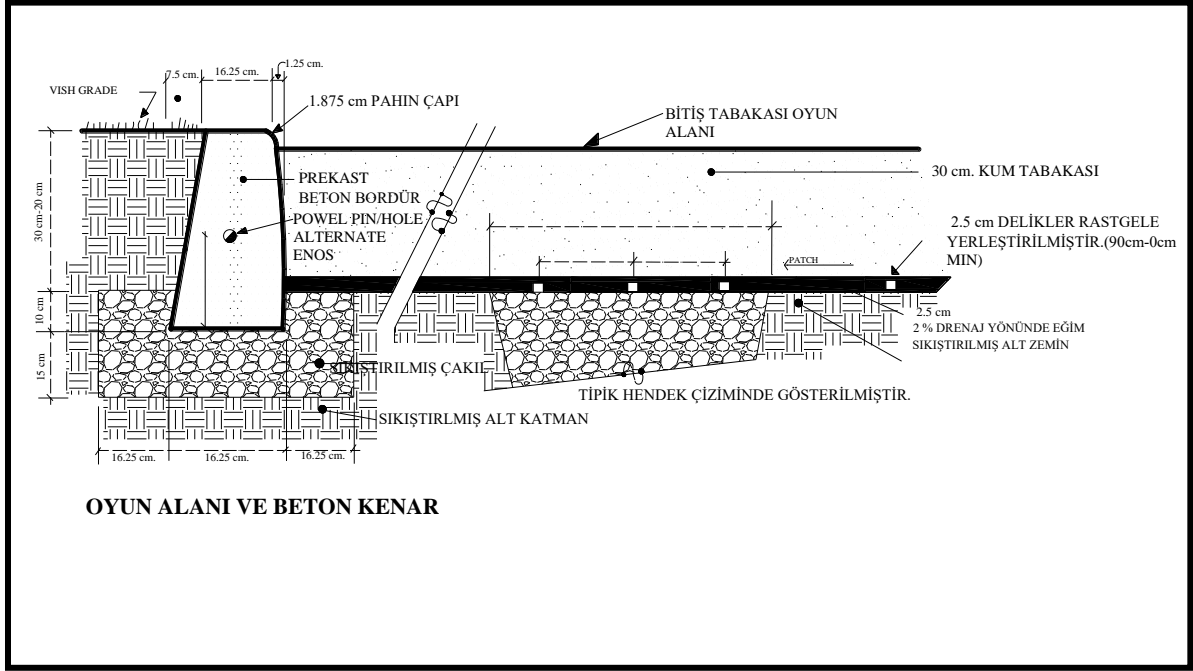 7.5 cm.
16.25 cm.
1.25 cm.
VISH GRADE
1.875 cm PAHIN ÇAPI
BİTİŞ TABAKASI OYUN
ALANI
PREKAST
BETON BORDÜR
30 cm. KUM TABAKASI
POWEL PIN/HOLE
ALTERNATE
ENOS
2.5 cm DELİKLER RASTGELE
YERLEŞTİRİLMİŞTİR.(90cm-0cm
MIN)
PATCH
30 cm-20 cm
10 cm
15 cm
2.5 cm
2 % DRENAJ YÖNÜNDE EĞİM
SIKIŞTIRILMIŞ ALT ZEMİN
SIKIŞTIRILMIŞ ÇAKIL
TİPİK HENDEK ÇİZİMİNDE GÖSTERİLMİŞTİR.
SIKIŞTIRLMIŞ ALT KATMAN
16.25 cm.
16.25 cm.
16.25 cm.
OYUN ALANI VE BETON KENAR